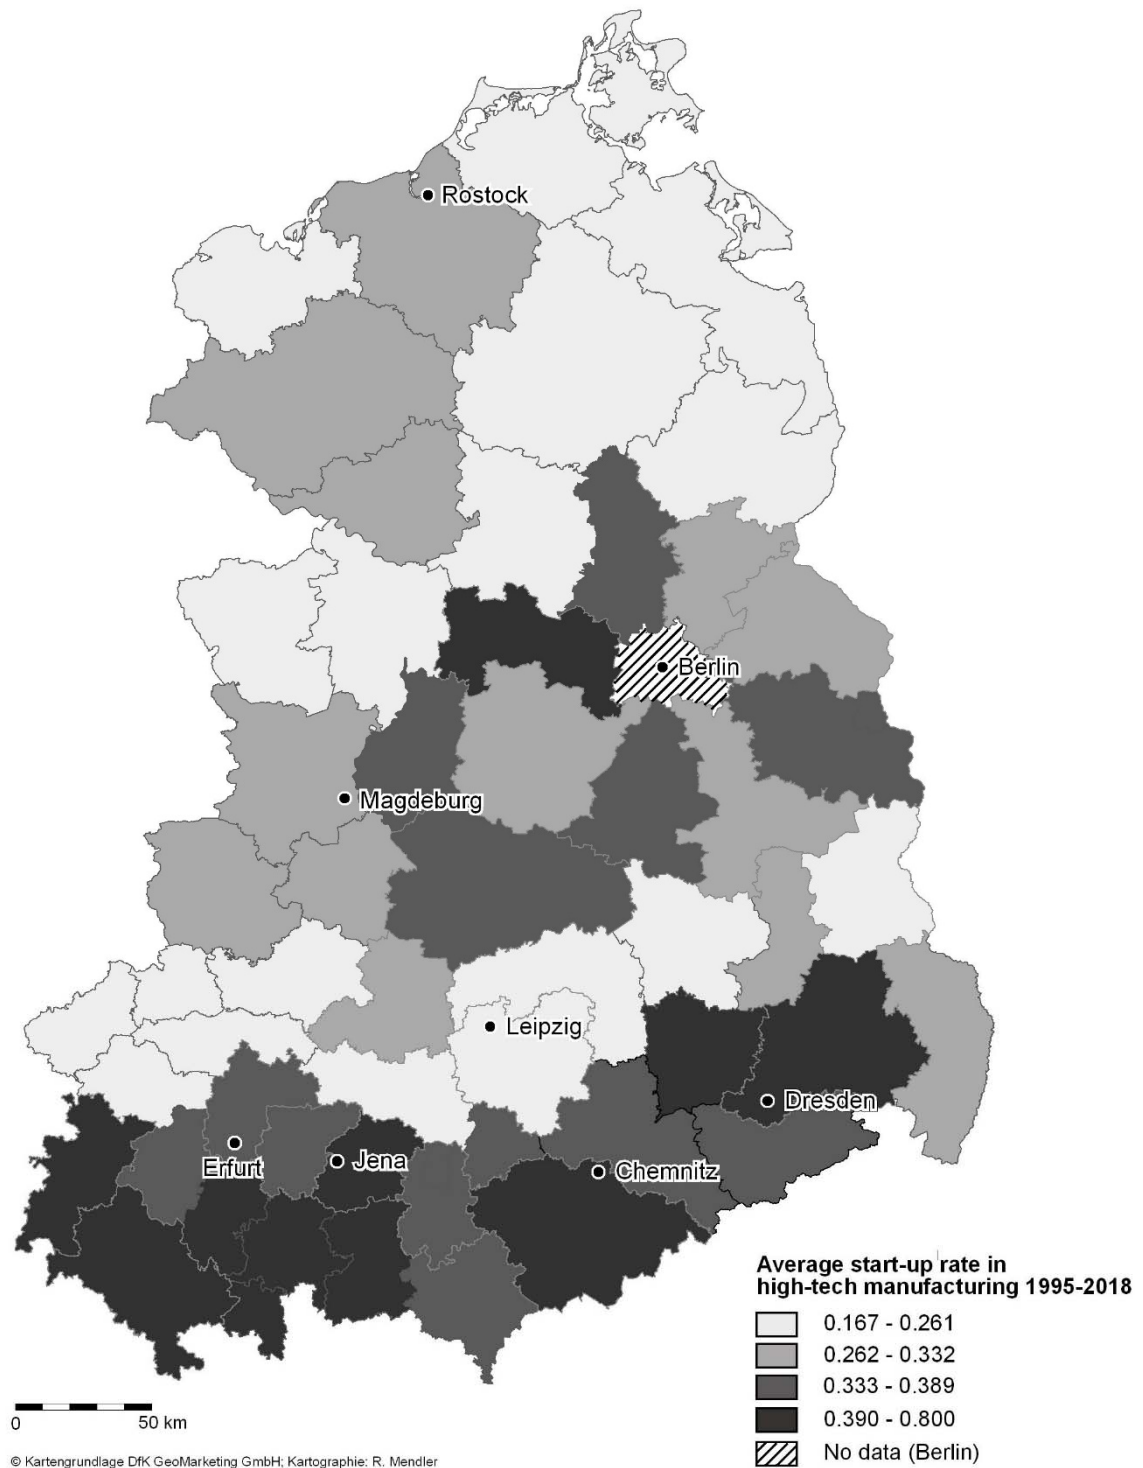 Rostock
Berlin
Magdeburg
Leipzig
Dresden
Erfurt
Jena
Chemnitz
Average start-up rate in
high-tech manufacturing 1995-2018
0.167 - 0.261
0.262 - 0.332
0.333 - 0.389
0.390 - 0.800
No data (Berlin)
0 50 km
© Kartengrundlage DfK GeoMarketing GmbH; Kartographie: R. Mendler